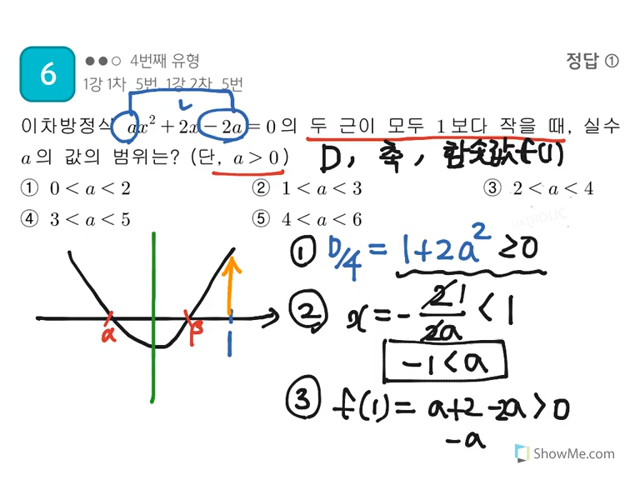 6
●●○ 4번째 유형
정답 ①
1강 1차 5번 1강 2차 5번
이차방정식 ax² + 2x − 2a = 0의 두 근이 모두 1보다 작을 때, 실수
a의 값의 범위는? (단, a > 0)
D, 축, 함숫값 f(1)
① 0 < a < 2
② 1 < a < 3
③ 2 < a < 4
④ 3 < a < 5
⑤ 4 < a < 6
① D/4 = 1+2a² ≥0
② x = - 2 1 / 2a < 1
-1 < a
③ f(1) = a+2-2a > 0
-a
α β 1
ShowMe.com